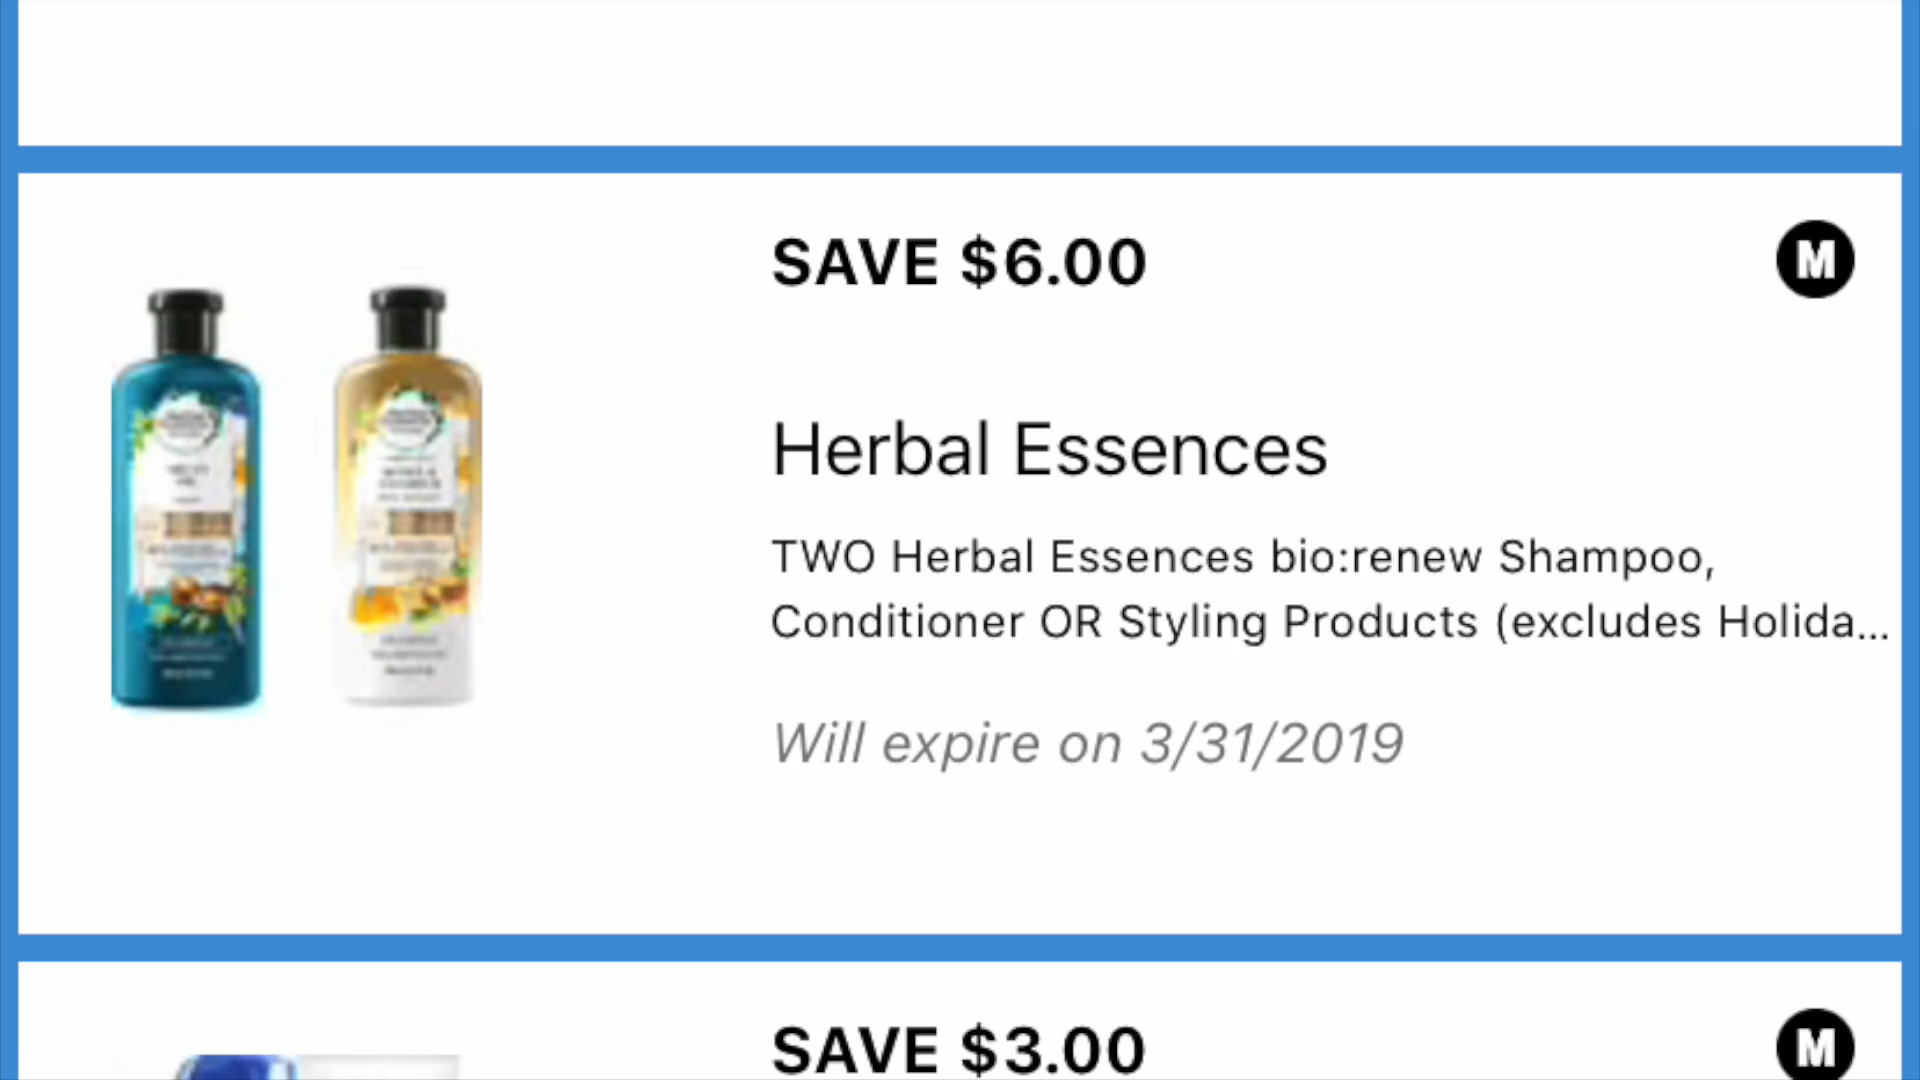 SAVE $6.00
M
Herbal Essences
TWO Herbal Essences bio:renew Shampoo,
Conditioner OR Styling Products (excludes Holida...
Will expire on 3/31/2019
SAVE $3.00
M